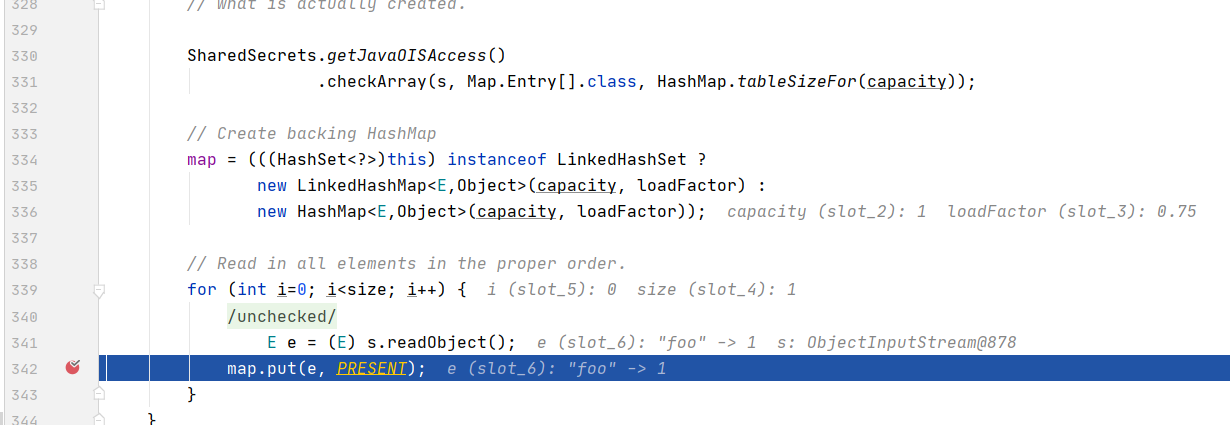 328 // What is actually created.
329
330 SharedSecrets.getJavaOISAccess()
331 .checkArray(s, Map.Entry[].class, HashMap.tableSizeFor(capacity));
332
333 // Create backing HashMap
334 map = (((HashSet<?>)this) instanceof LinkedHashSet ?
335 new LinkedHashMap<E,Object>(capacity, loadFactor) :
336 new HashMap<E,Object>(capacity, loadFactor)); capacity (slot_2): 1 loadFactor (slot_3): 0.75
337
338 // Read in all elements in the proper order.
339 for (int i=0; i<size; i++) { i (slot_5): 0 size (slot_4): 1
340 /unchecked/
341 E e = (E) s.readObject(); e (slot_6): "foo" -> 1 s: ObjectInputStream@878
342 map.put(e, PRESENT); e (slot_6): "foo" -> 1
343 }
344 }